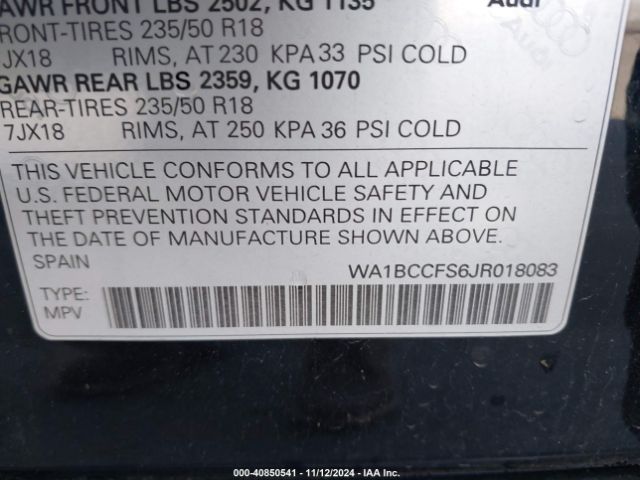 GAWR FRONT LBS 2502, KG 1135 Audi
FRONT-TIRES 235/50 R18
7JX18 RIMS, AT 230 KPA 33 PSI COLD
GAWR REAR LBS 2359, KG 1070
REAR-TIRES 235/50 R18
7JX18 RIMS, AT 250 KPA 36 PSI COLD
THIS VEHICLE CONFORMS TO ALL APPLICABLE
U.S. FEDERAL MOTOR VEHICLE SAFETY AND
THEFT PREVENTION STANDARDS IN EFFECT ON
THE DATE OF MANUFACTURE SHOWN ABOVE.
SPAIN WA1BCCFS6JR018083
TYPE:
MPV
000-40850541 - 11/12/2024 - IAA Inc.